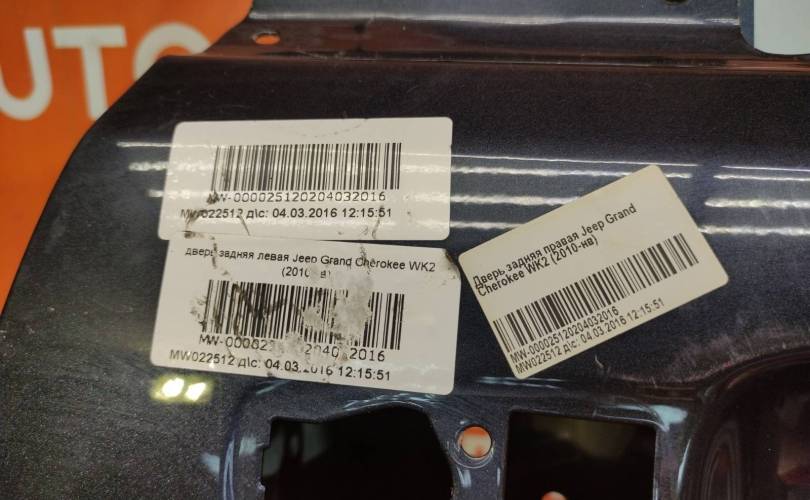 UTO
MW-000025120204032016
MW022512 д\с: 04.03.2016 12:15:51
дверь задняя левая Jeep Grand Cherokee WK2
MW022512 д\с: 04.03.2016 12:15:51
Дверь задняя правая Jeep Grand
Cherokee WK2 (2010-нв)
MW-000025120204032016
MW022512 д\с: 04.03.2016 12:15:51